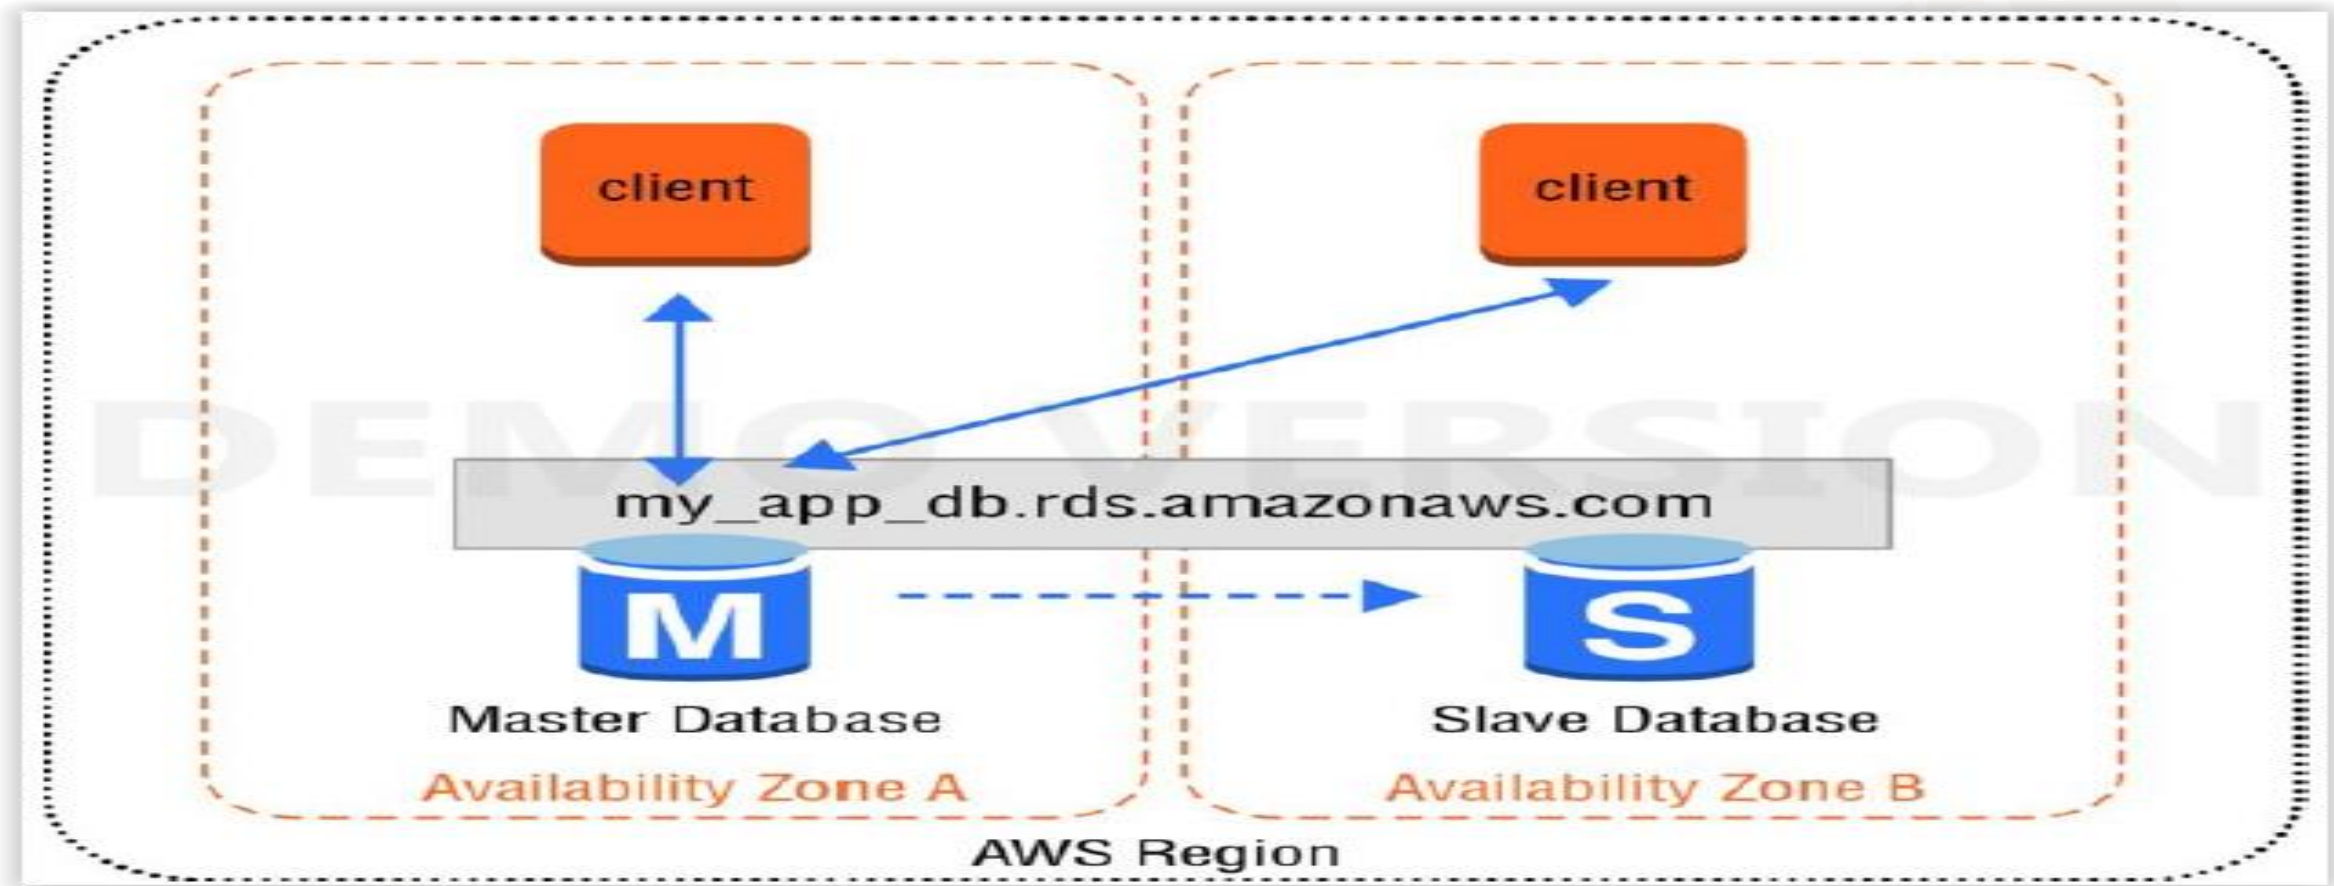 client
client
DEMO VERSION
my_app_db.rds.amazonaws.com
M
S
Master Database
Slave Database
Availability Zone A
Availability Zone B
AWS Region